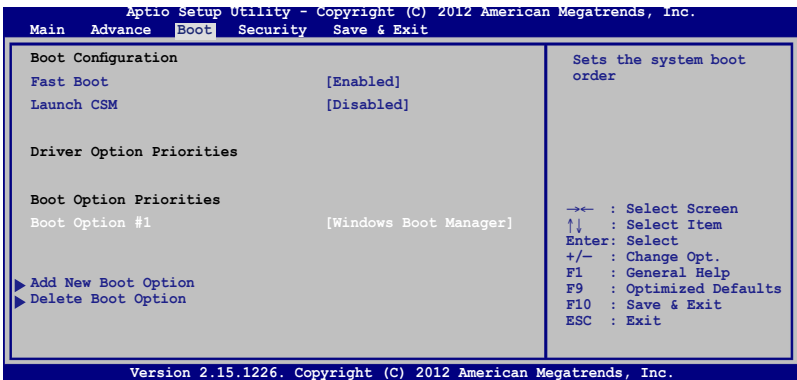 Aptio Setup Utility - Copyright (C) 2012 American Megatrends, Inc.
Main Advance Boot Security Save & Exit
Boot Configuration
Fast Boot [Enabled]
Launch CSM [Disabled]
Driver Option Priorities
Boot Option Priorities
Boot Option #1 [Windows Boot Manager]
Add New Boot Option
Delete Boot Option
Sets the system boot
order
→← : Select Screen
↑↓ : Select Item
Enter: Select
+/— : Change Opt.
F1 : General Help
F9 : Optimized Defaults
F10 : Save & Exit
ESC : Exit
Version 2.15.1226. Copyright (C) 2012 American Megatrends, Inc.